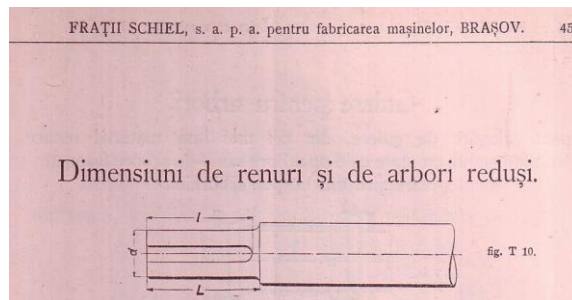 FRAȚII SCHIEL, s. a. p. a. pentru fabricarea mașinelor, BRAȘOV. 45
Dimensiuni de renuri și de arbori reduși.
l
d
fig. T 10.
L